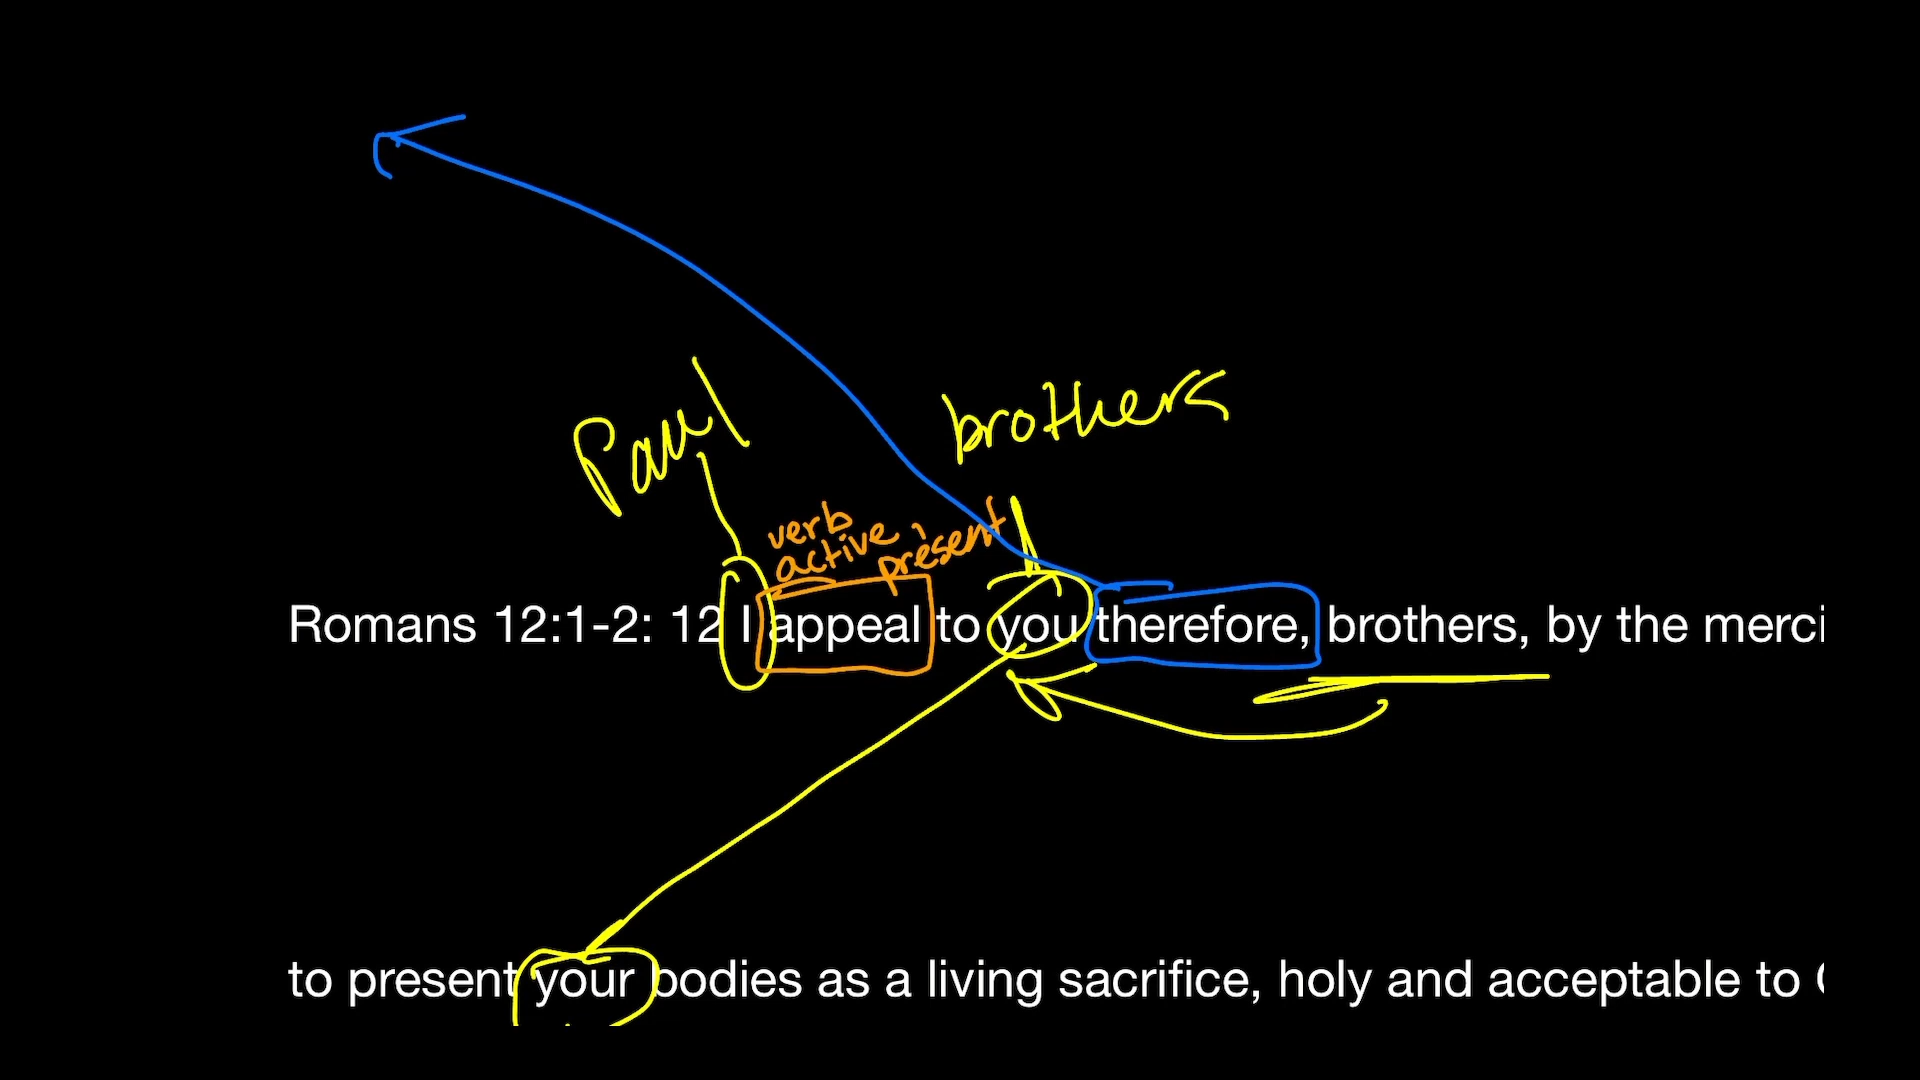 Paul
brothers
verb
active, present
Romans 12:1-2: 12 I appeal to you therefore, brothers, by the merci
to present your bodies as a living sacrifice, holy and acceptable to